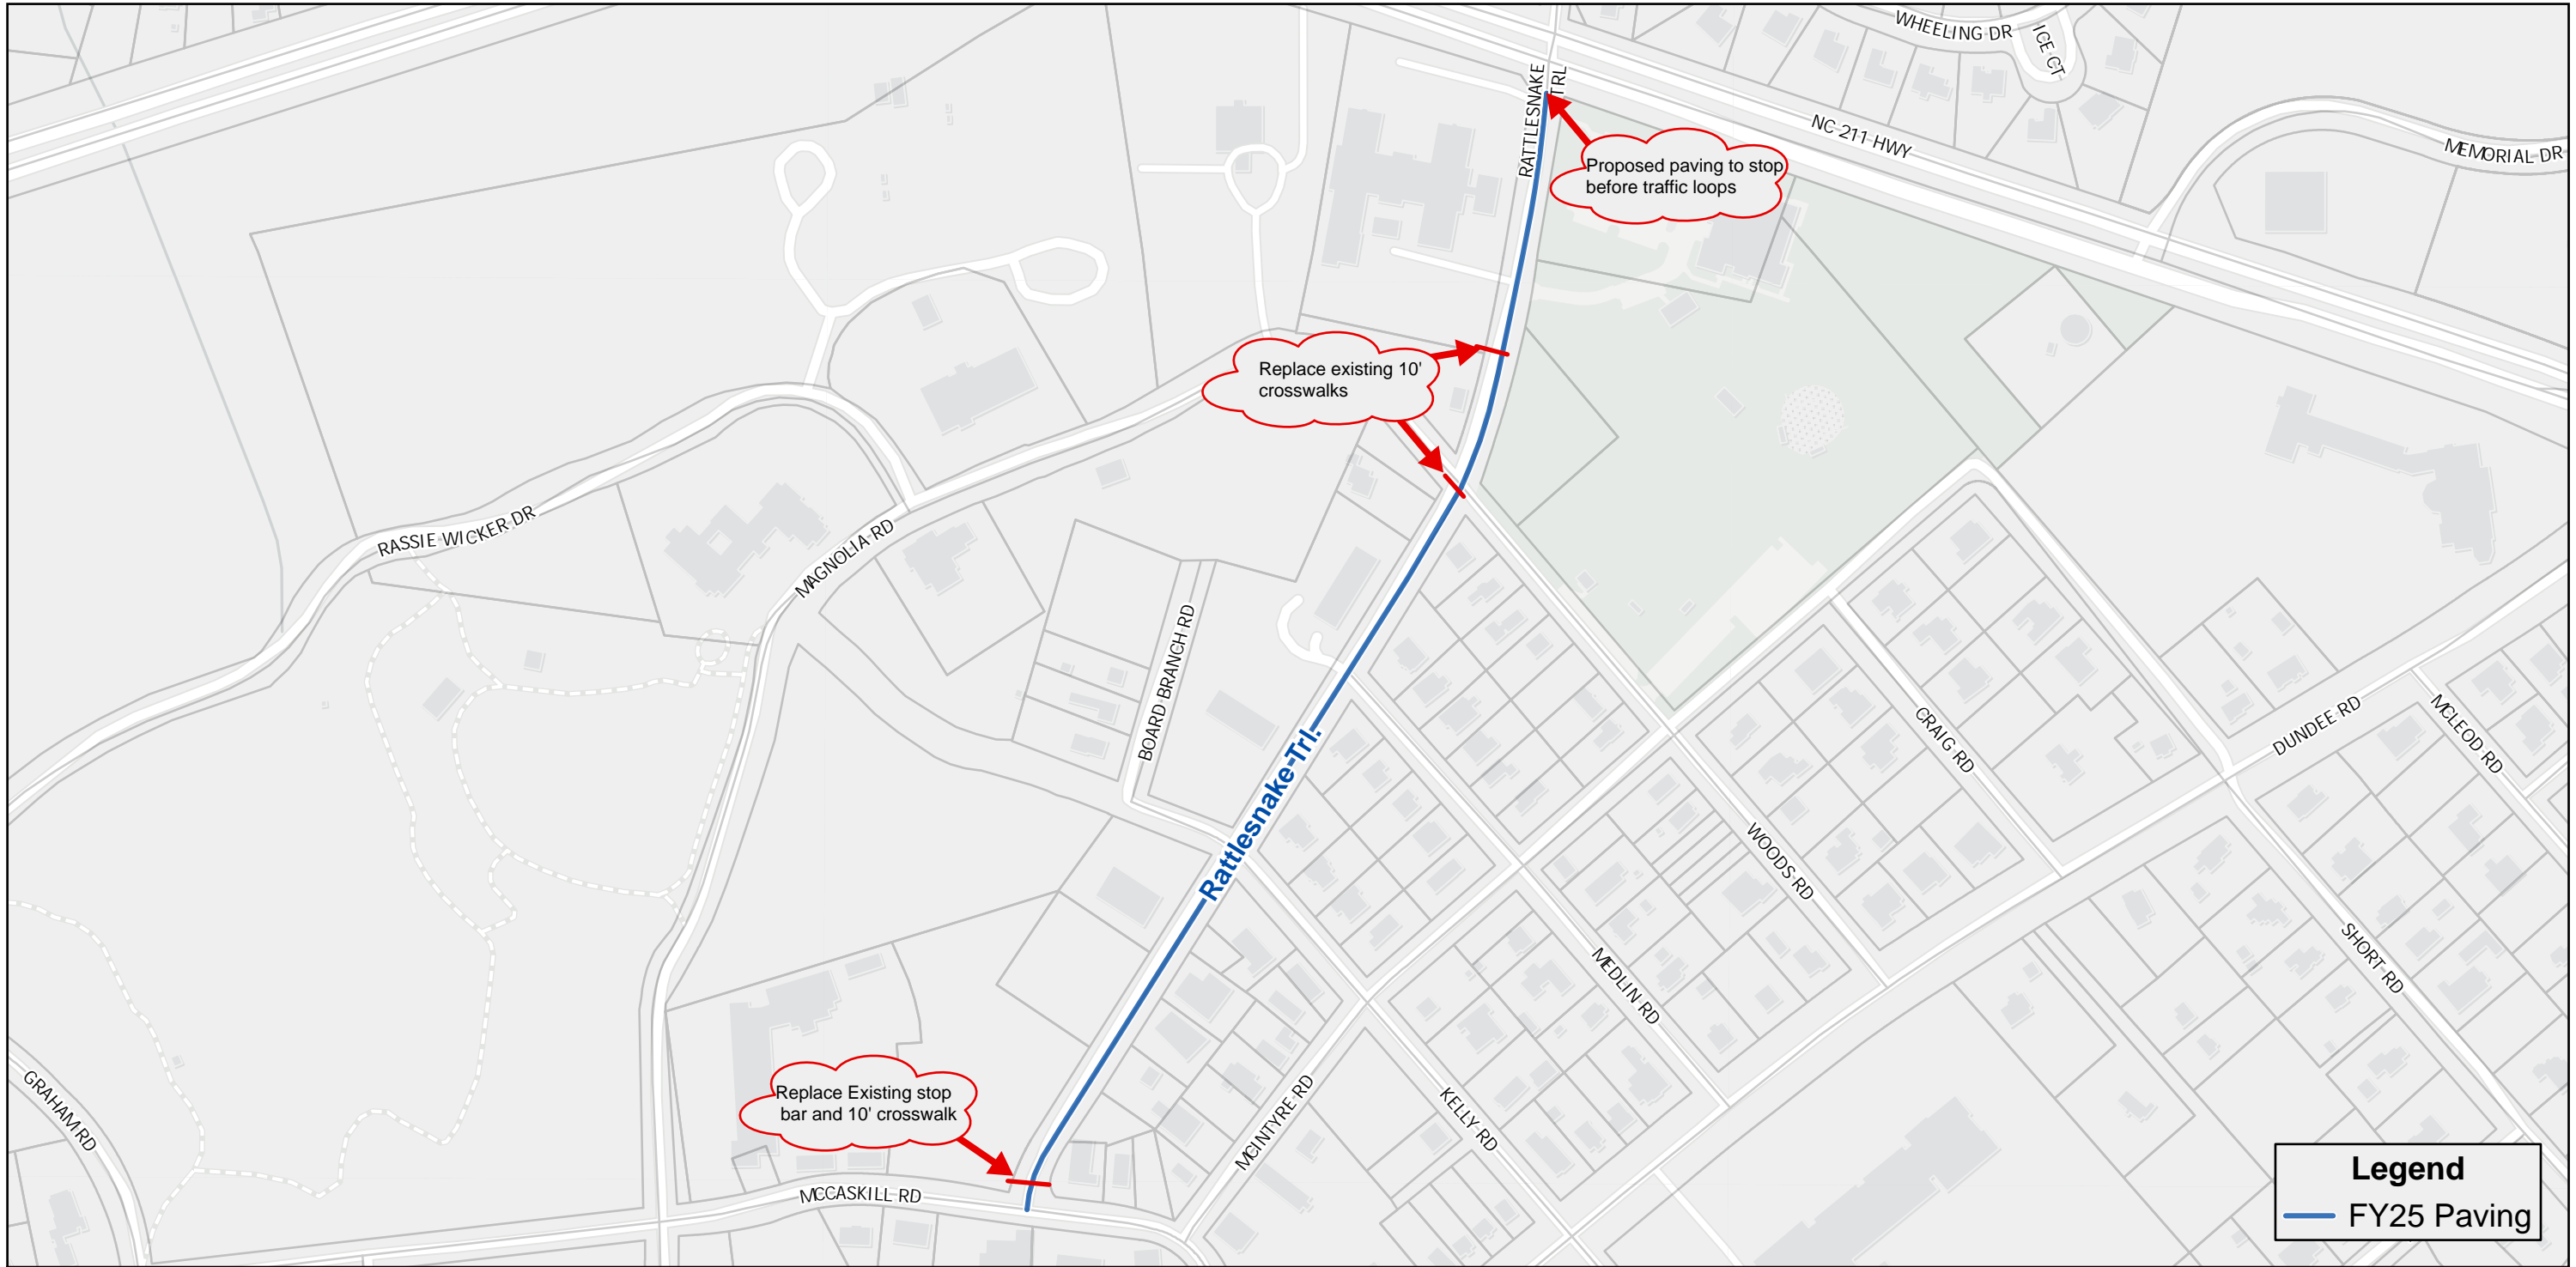 WHEELING DR
ICE CT
RATTLESNAKE
TRL
NC 211 HWY
MEMORIAL DR
Proposed paving to stop
before traffic loops
Replace existing 10'
crosswalks
RASSIE WICKER DR
MAGNOLIA RD
BOARD BRANCH RD
Rattlesnake Trl.
CRAIG RD
DUNDEE RD
MCLEOD RD
WOODS RD
MEDLIN RD
SHORT RD
GRAHAM RD
Replace Existing stop
bar and 10' crosswalk
MCCASKILL RD
MCINTYRE RD
KELLY RD
Legend
FY25 Paving